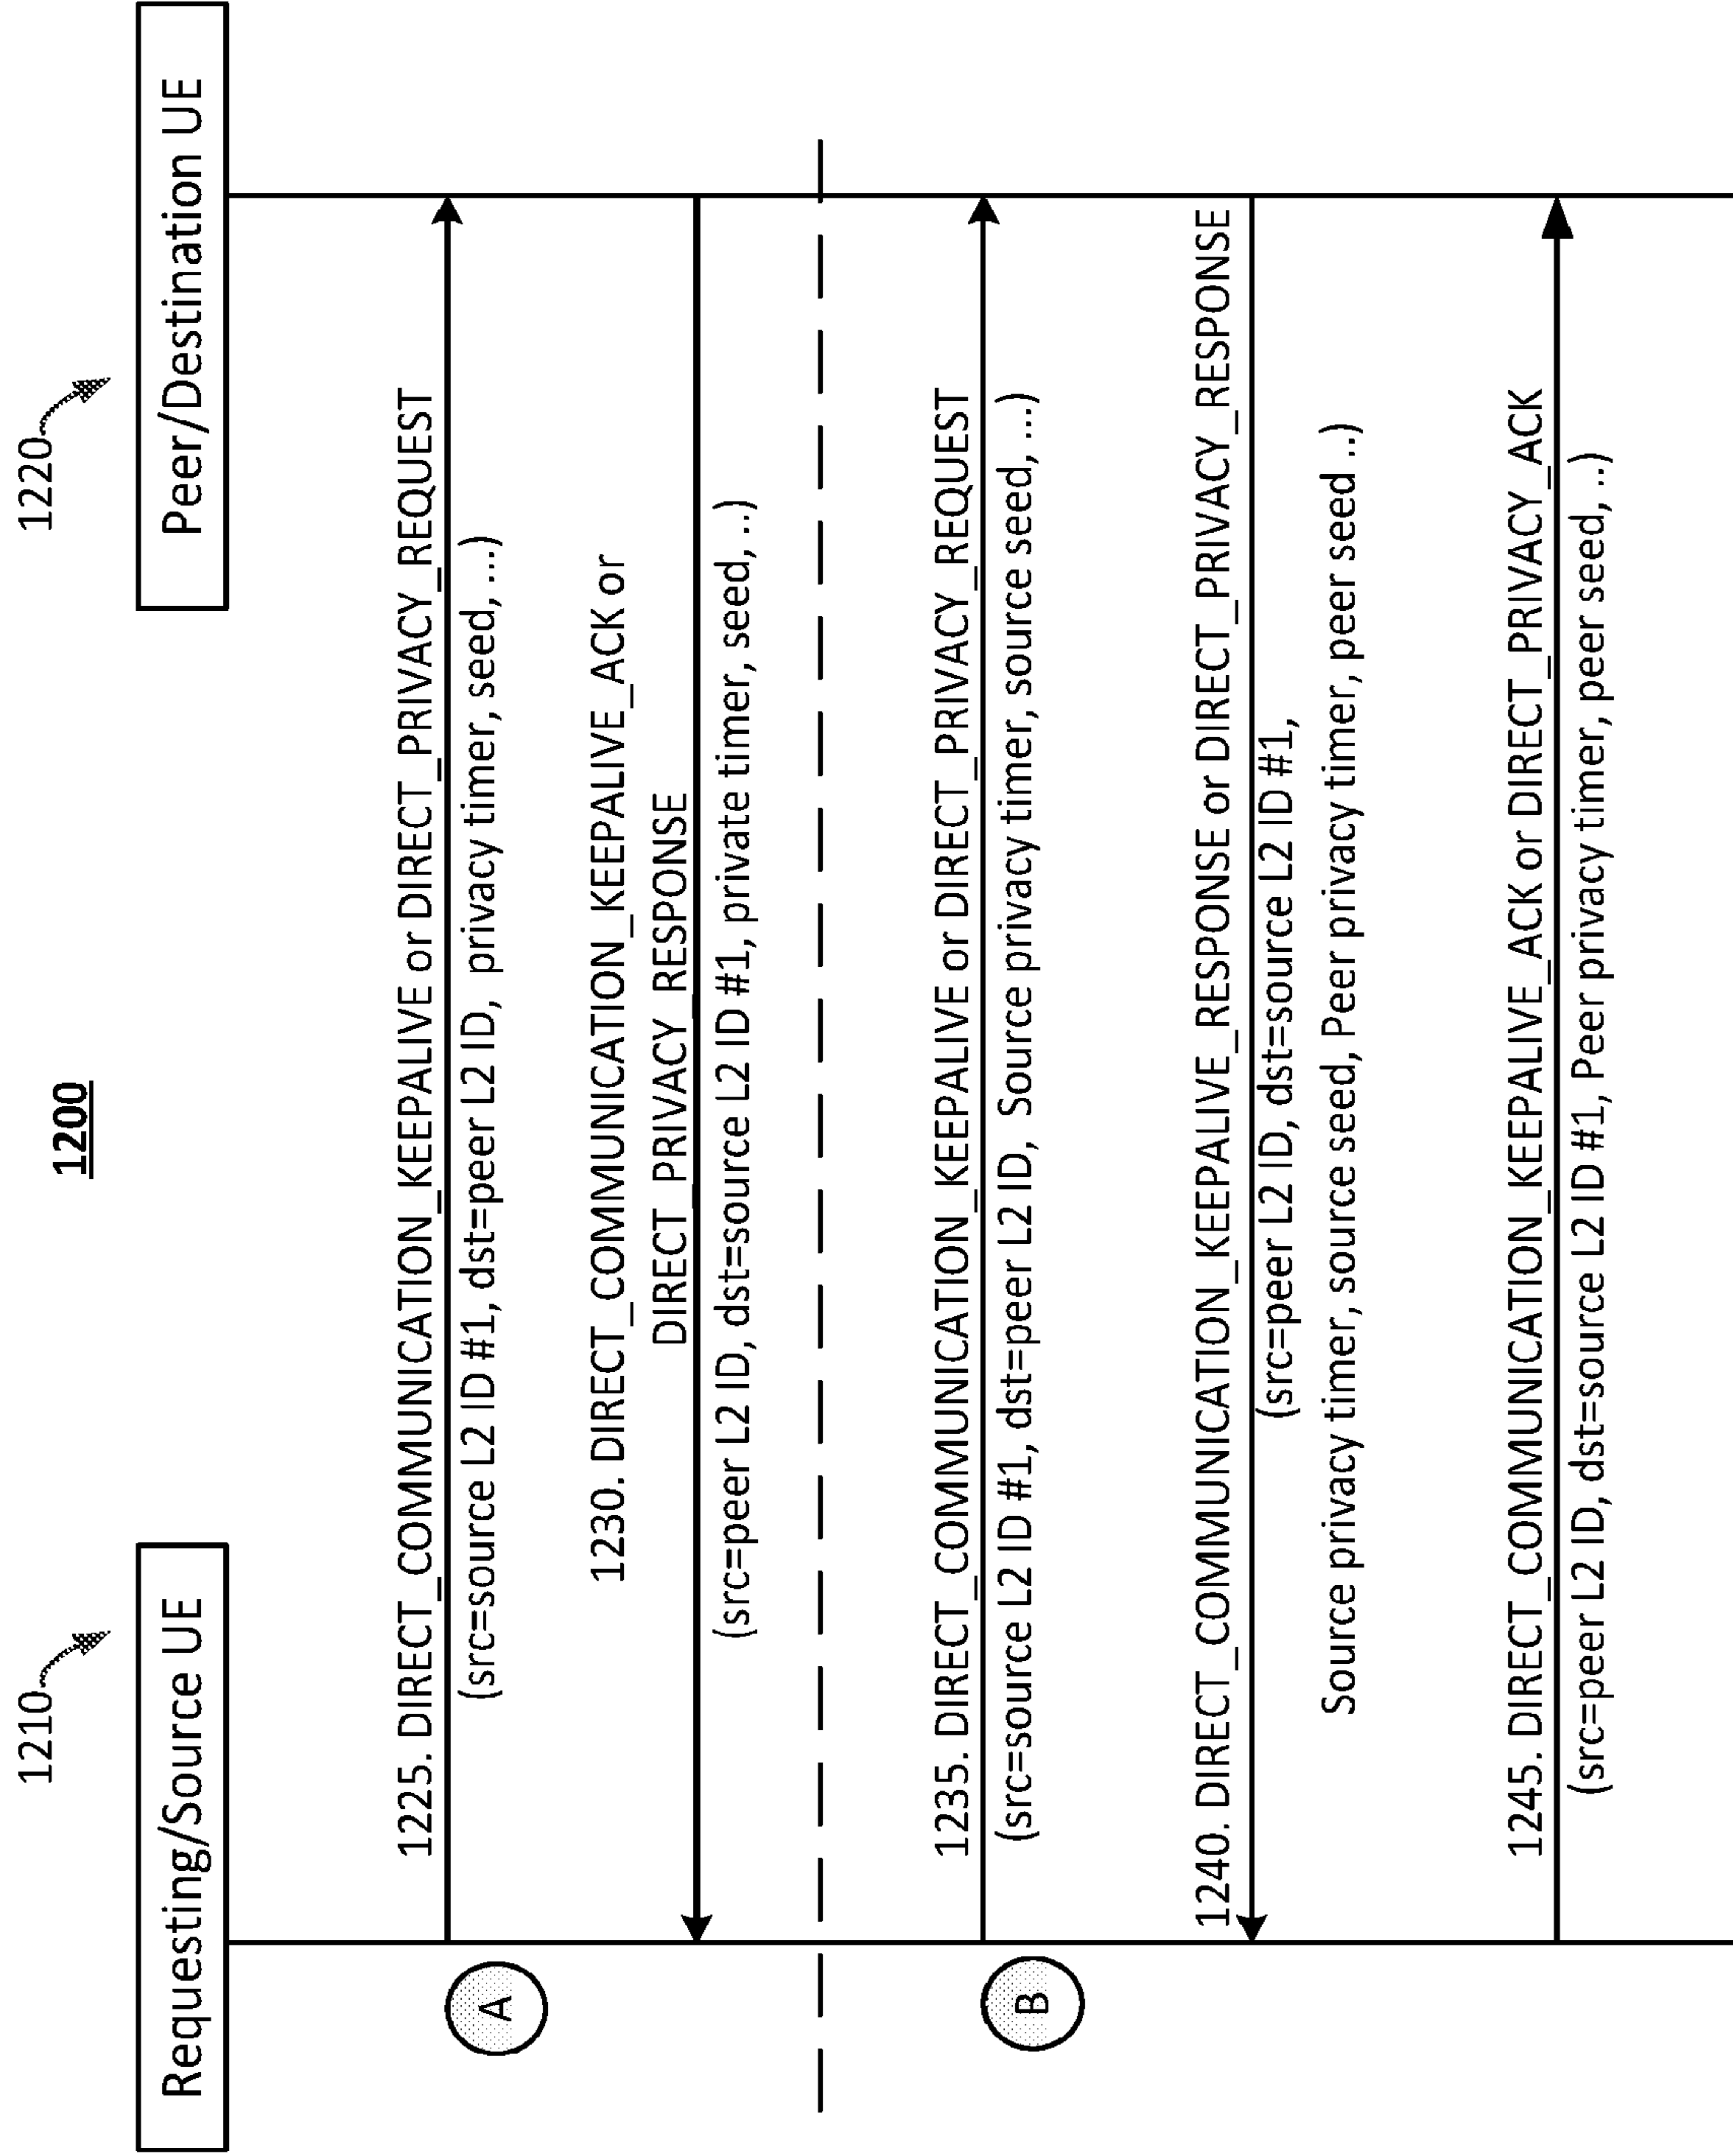 1200
1210
1220
Requesting/Source UE
Peer/Destination UE
A
1225. DIRECT_COMMUNICATION_KEEPALIVE or DIRECT_PRIVACY_REQUEST
(src=source L2 ID #1, dst=peer L2 ID, privacy timer, seed, ...)
1230. DIRECT_COMMUNICATION_KEEPALIVE_ACK or
DIRECT_PRIVACY_RESPONSE
(src=peer L2 ID, dst=source L2 ID #1, private timer, seed, ..)
B
1235. DIRECT_COMMUNICATION_KEEPALIVE or DIRECT_PRIVACY_REQUEST
(src=source L2 ID #1, dst=peer L2 ID, Source privacy timer, source seed, ...)
1240. DIRECT_COMMUNICATION_KEEPALIVE_RESPONSE or DIRECT_PRIVACY_RESPONSE
(src=peer L2 ID, dst=source L2 ID #1,
Source privacy timer, source seed, Peer privacy timer, peer seed ..)
1245. DIRECT_COMMUNICATION_KEEPALIVE_ACK or DIRECT_PRIVACY_ACK
(src=peer L2 ID, dst=source L2 ID #1, Peer privacy timer, peer seed, ..)